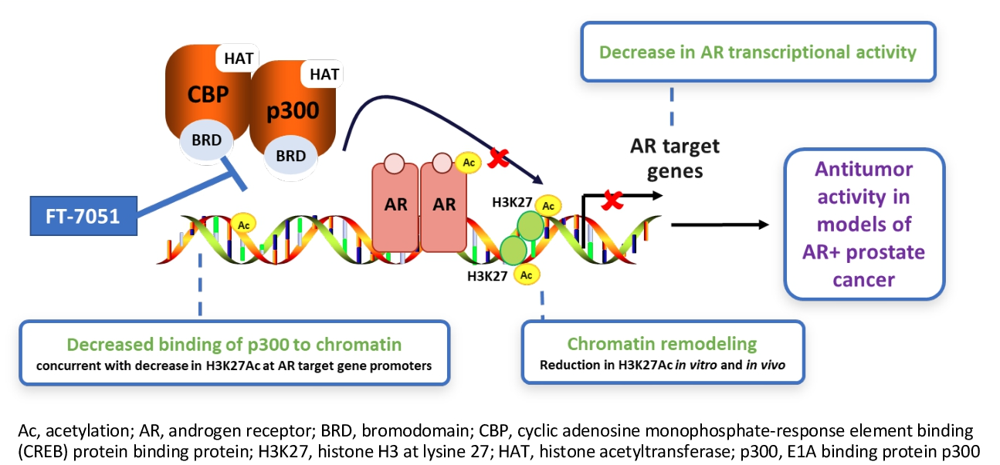 Decrease in AR transcriptional activity
HAT
CBP
BRD
HAT
p300
BRD
FT-7051
Ac
AR
AR
Ac
H3K27
Ac
H3K27
Ac
AR target
genes
Antitumor
activity in
models of
AR+ prostate
cancer
Decreased binding of p300 to chromatin
concurrent with decrease in H3K27Ac at AR target gene promoters
Chromatin remodeling
Reduction in H3K27Ac in vitro and in vivo
Ac, acetylation; AR, androgen receptor; BRD, bromodomain; CBP, cyclic adenosine monophosphate-response element binding
(CREB) protein binding protein; H3K27, histone H3 at lysine 27; HAT, histone acetyltransferase; p300, E1A binding protein p300